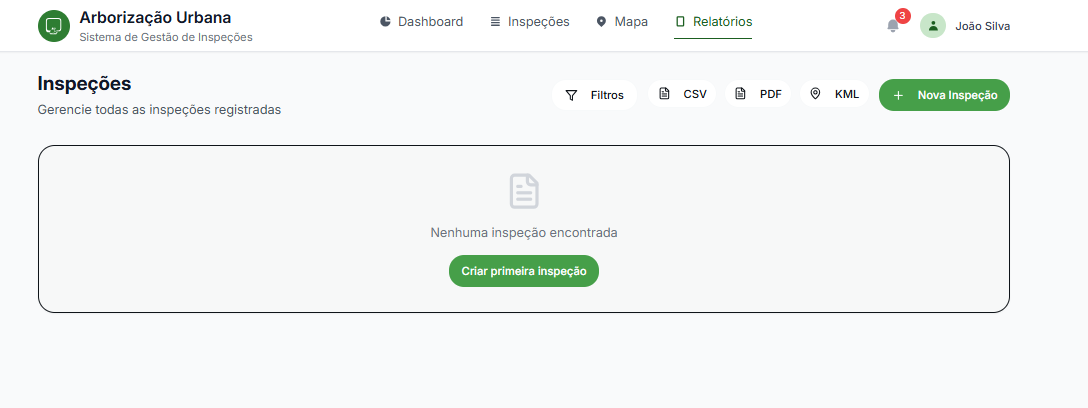 Arborização Urbana
Sistema de Gestão de Inspeções
Dashboard
Inspeções
Mapa
Relatórios
3
João Silva
Inspeções
Gerencie todas as inspeções registradas
Filtros
CSV
PDF
KML
+ Nova Inspeção
Nenhuma inspeção encontrada
Criar primeira inspeção